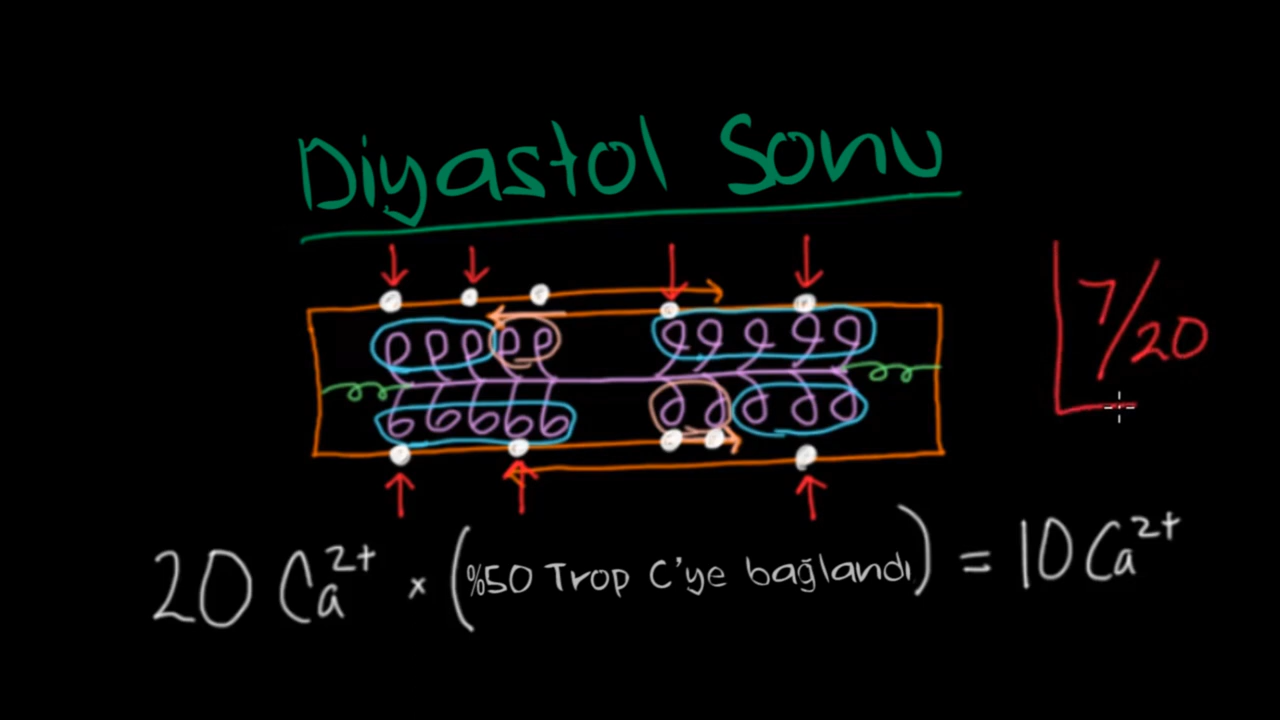 Diyastol Sonu
7/20
20 Ca²⁺ × (%50 Trop C'ye bağlandı) = 10 Ca²⁺